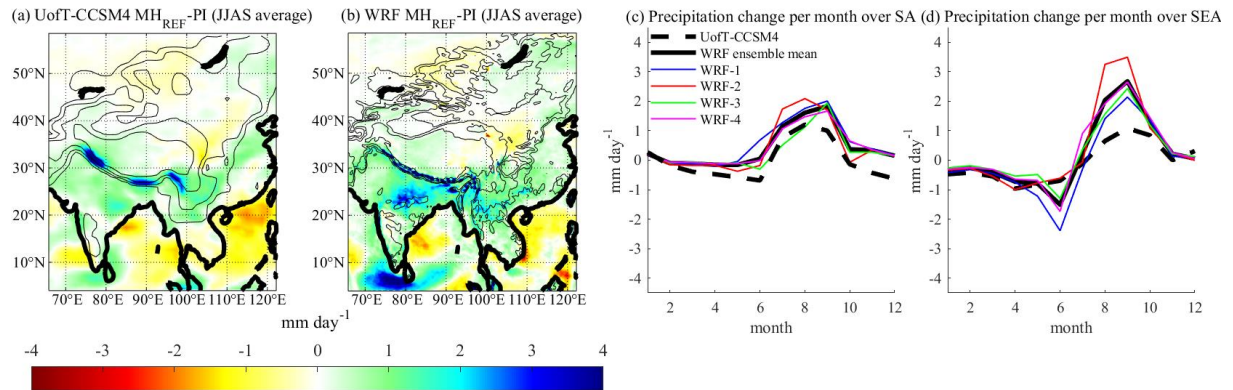 (a) UofT-CCSM4 MH_REF-PI (JJAS average)
50°N
40°N
30°N
20°N
10°N
70°E 80°E 90°E 100°E 110°E 120°E
(b) WRF MH_REF-PI (JJAS average)
50°N
40°N
30°N
20°N
10°N
70°E 80°E 90°E 100°E 110°E 120°E
mm day^-1
-4 -3 -2 -1 0 1 2 3 4
(c) Precipitation change per month over SA
UofT-CCSM4
WRF ensemble mean
WRF-1
WRF-2
WRF-3
WRF-4
mm day^-1
4
3
2
1
0
-1
-2
-3
-4
2 4 6 8 10 12
month
(d) Precipitation change per month over SEA
mm day^-1
4
3
2
1
0
-1
-2
-3
-4
2 4 6 8 10 12
month